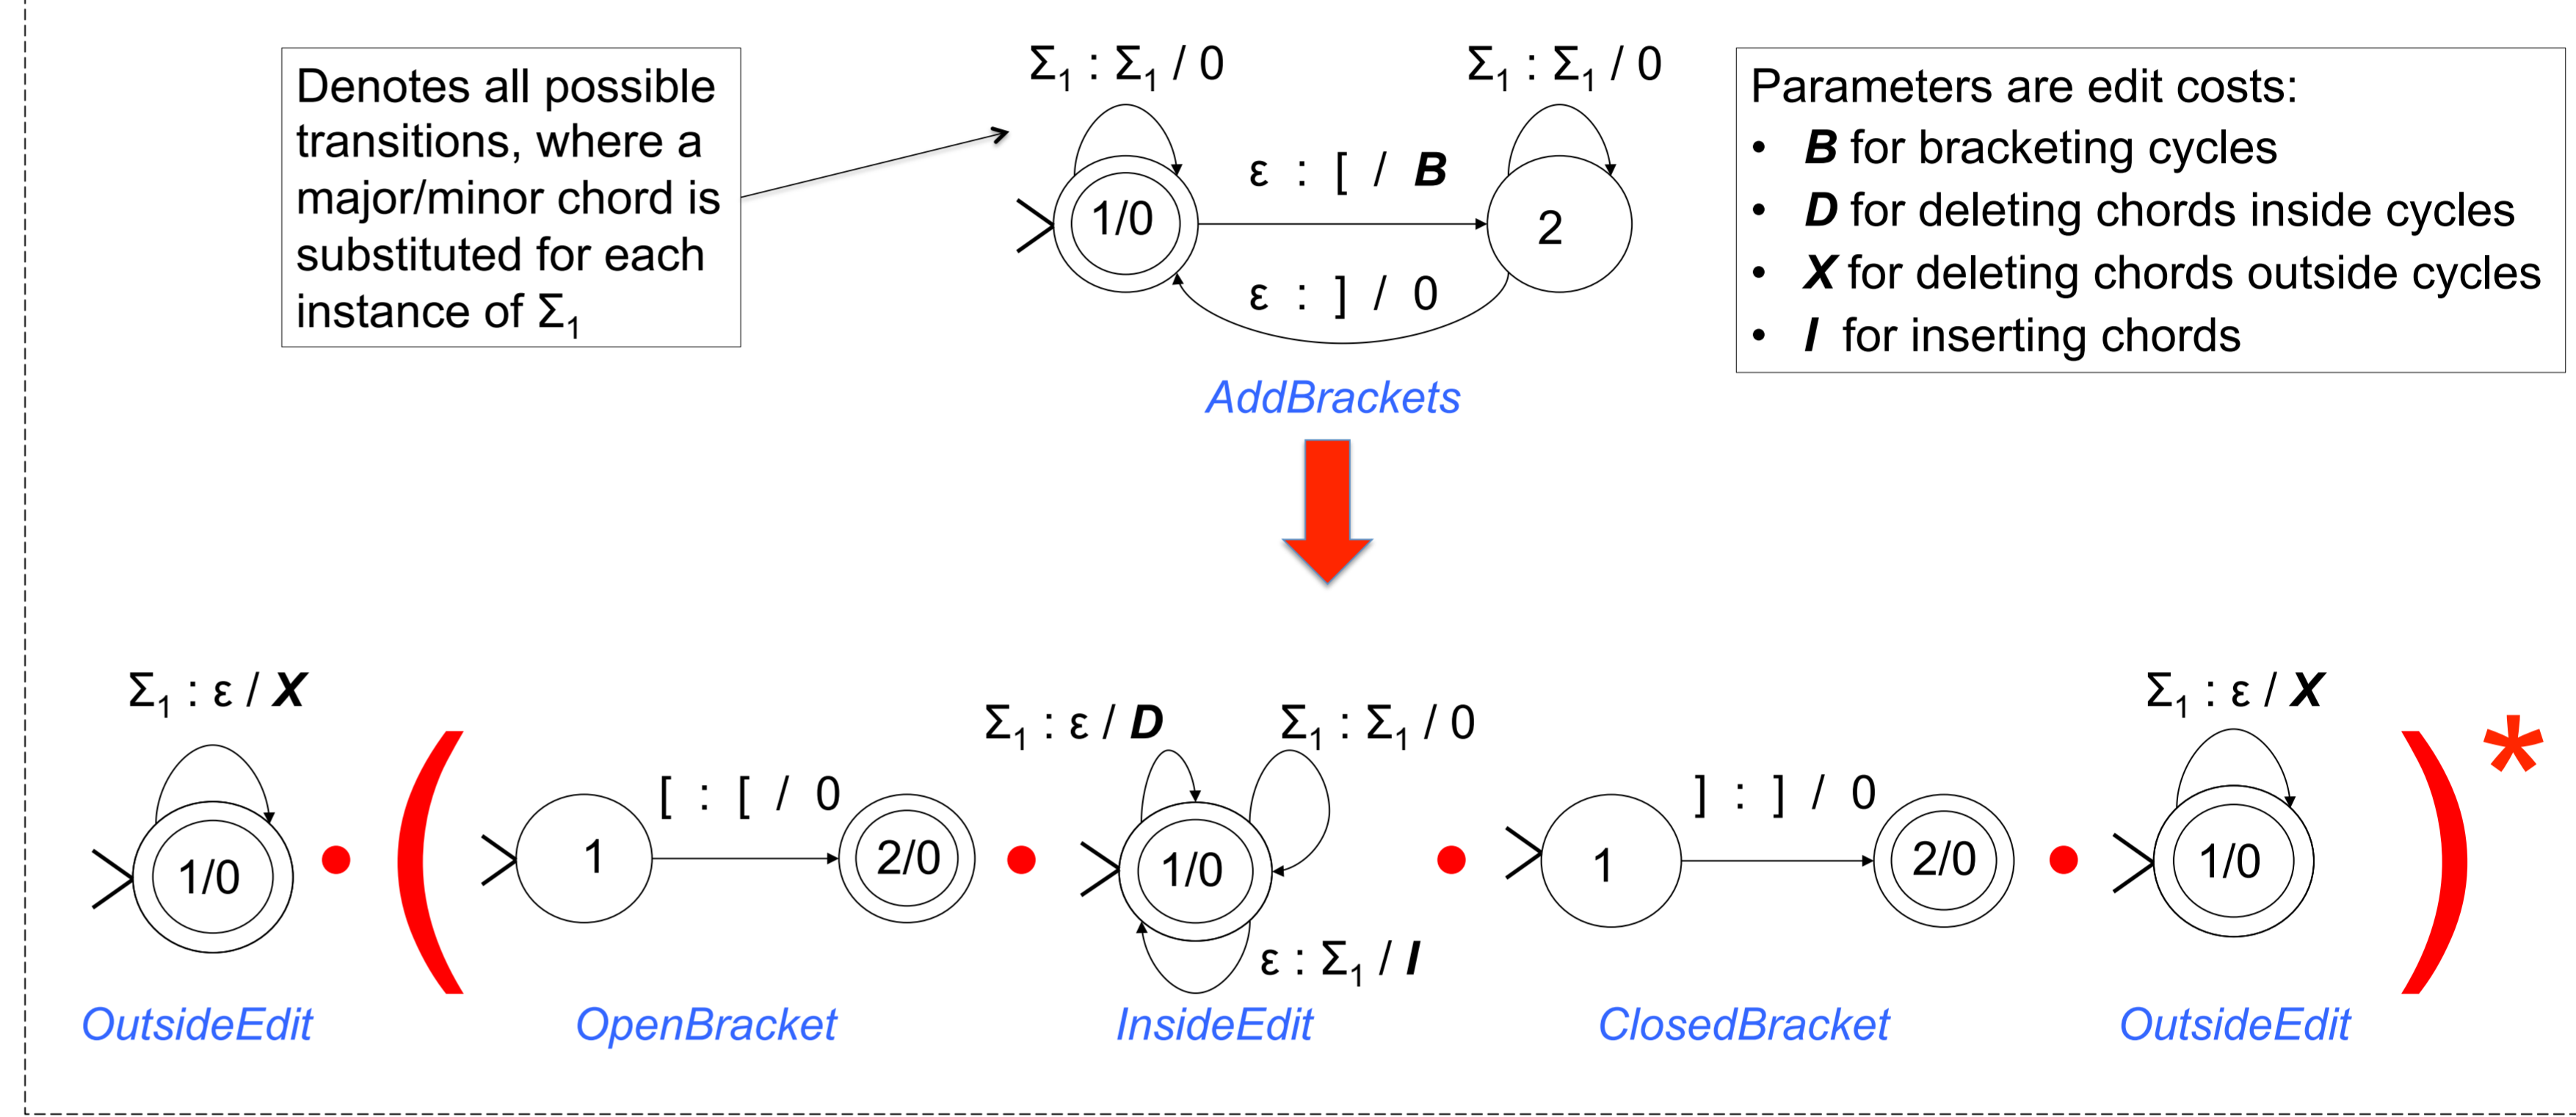 Denotes all possible
transitions, where a
major/minor chord is
substituted for each
instance of Σ₁
Σ₁ : Σ₁ / 0
Σ₁ : Σ₁ / 0
1/0
ε : [ / B
2
ε : ] / 0
AddBrackets
Parameters are edit costs:
• B for bracketing cycles
• D for deleting chords inside cycles
• X for deleting chords outside cycles
• I for inserting chords
Σ₁ : ε / X
1/0
OutsideEdit
•
(
1
[ : [ / 0
2/0
OpenBracket
•
Σ₁ : ε / D
Σ₁ : Σ₁ / 0
1/0
ε : Σ₁ / I
InsideEdit
•
1
] : ] / 0
2/0
ClosedBracket
•
Σ₁ : ε / X
1/0
OutsideEdit
)
*